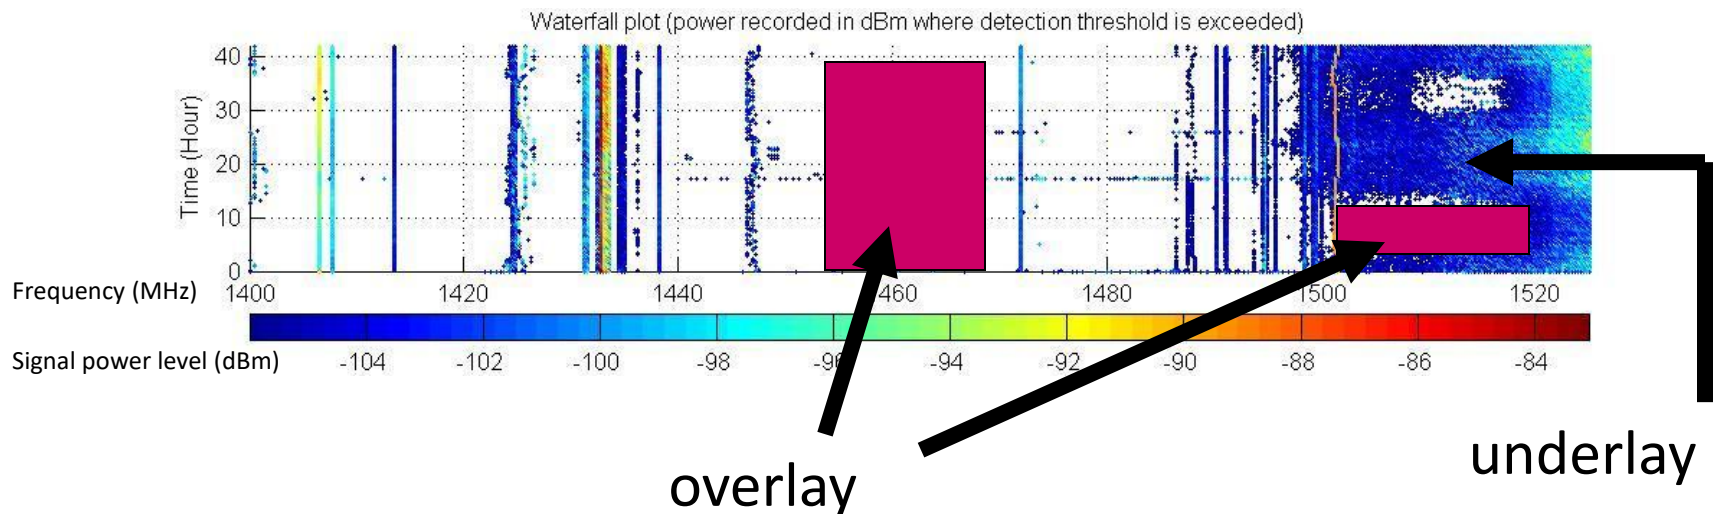 Waterfall plot (power recorded in dBm where detection threshold is exceeded)
Time (Hour)
40
30
20
10
0
Frequency (MHz)
1400 1420 1440 1460 1480 1500 1520
Signal power level (dBm)
-104 -102 -100 -98 -96 -94 -92 -90 -88 -86 -84
overlay
underlay